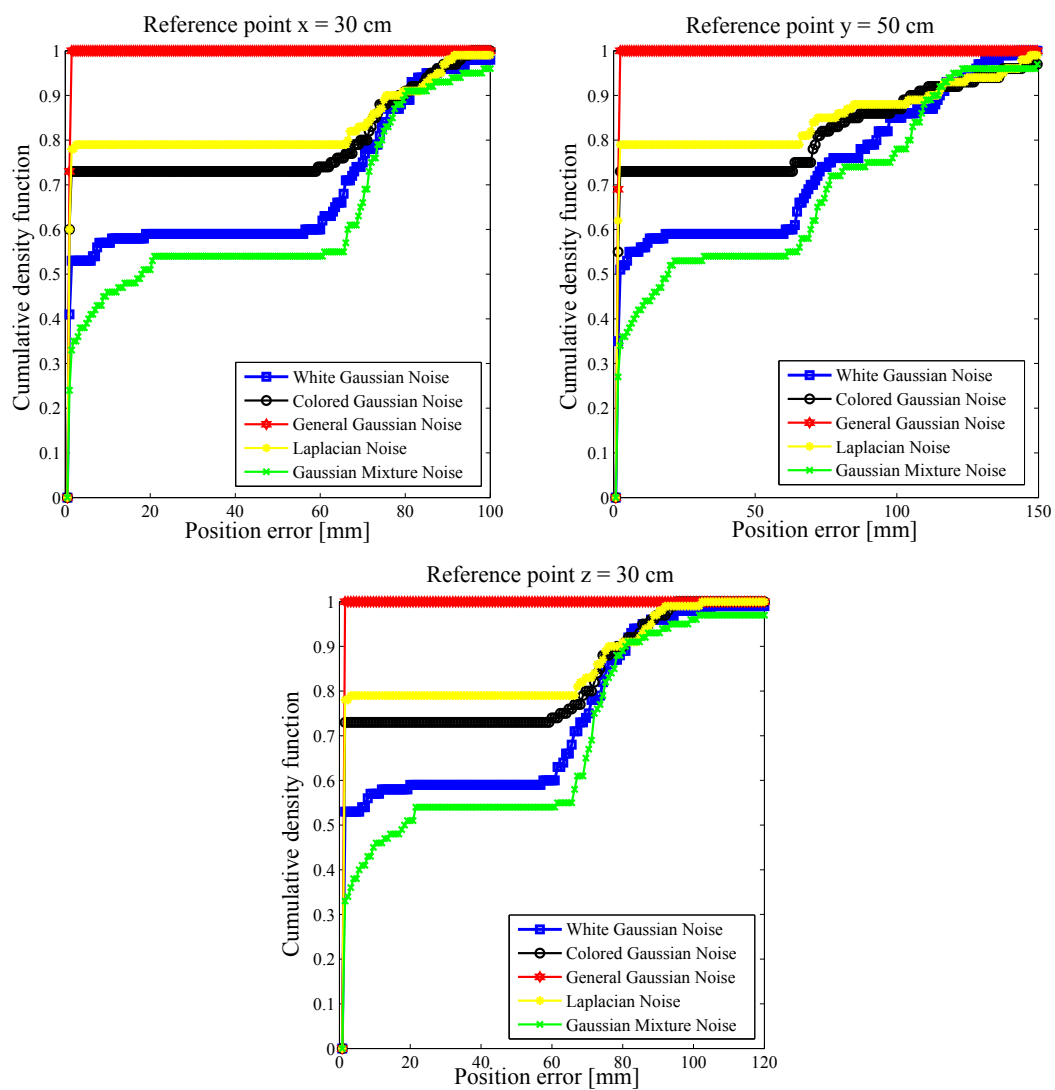 Reference point x = 30 cm
1
0.9
0.8
0.7
0.6
0.5
0.4
0.3
0.2
0.1
0
Cumulative density function
White Gaussian Noise
Colored Gaussian Noise
General Gaussian Noise
Laplacian Noise
Gaussian Mixture Noise
0 20 40 60 80 100
Position error [mm]
Reference point y = 50 cm
1
0.9
0.8
0.7
0.6
0.5
0.4
0.3
0.2
0.1
0
Cumulative density function
White Gaussian Noise
Colored Gaussian Noise
General Gaussian Noise
Laplacian Noise
Gaussian Mixture Noise
0 50 100 150
Position error [mm]
Reference point z = 30 cm
1
0.9
0.8
0.7
0.6
0.5
0.4
0.3
0.2
0.1
0
Cumulative density function
White Gaussian Noise
Colored Gaussian Noise
General Gaussian Noise
Laplacian Noise
Gaussian Mixture Noise
0 20 40 60 80 100 120
Position error [mm]